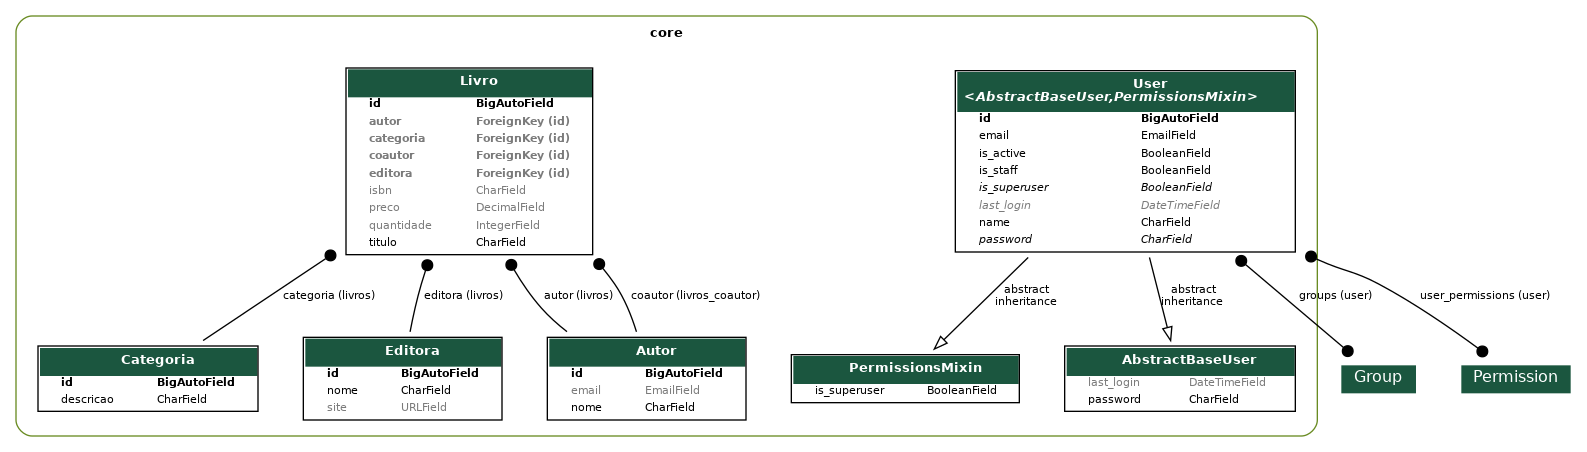 core
Livro
id BigAutoField
autor ForeignKey (id)
categoria ForeignKey (id)
coautor ForeignKey (id)
editora ForeignKey (id)
isbn CharField
preco DecimalField
quantidade IntegerField
titulo CharField
User
<AbstractBaseUser,PermissionsMixin>
id BigAutoField
email EmailField
is_active BooleanField
is_staff BooleanField
is_superuser BooleanField
last_login DateTimeField
name CharField
password CharField
categoria (livros)
editora (livros)
autor (livros)
coautor (livros_coautor)
abstract
inheritance
abstract
inheritance
groups (user)
user_permissions (user)
Categoria
id BigAutoField
descricao CharField
Editora
id BigAutoField
nome CharField
site URLField
Autor
id BigAutoField
email EmailField
nome CharField
PermissionsMixin
is_superuser BooleanField
AbstractBaseUser
last_login DateTimeField
password CharField
Group
Permission